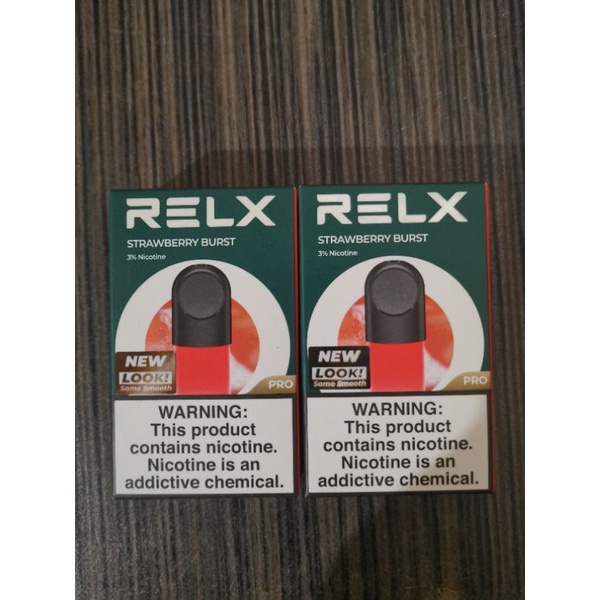 RELX
STRAWBERRY BURST
3% Nicotine
NEW
LOOK!
Same Smooth
PRO
WARNING:
This product
contains nicotine.
Nicotine is an
addictive chemical.
RELX
STRAWBERRY BURST
3% Nicotine
NEW
LOOK!
Same Smooth
PRO
WARNING:
This product
contains nicotine.
Nicotine is an
addictive chemical.